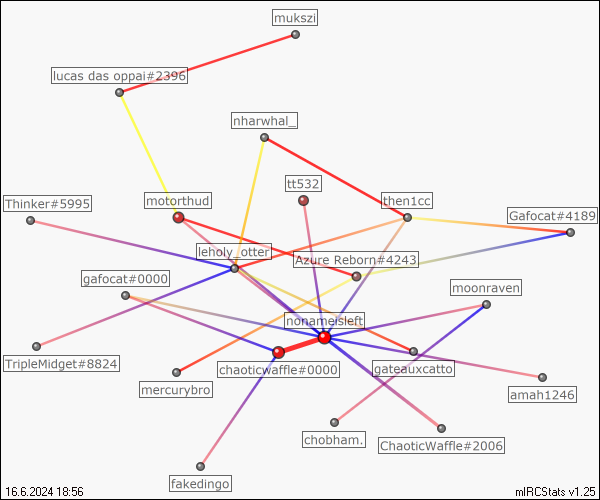 mukszi
lucas das oppai#2396
nharwhal_
tt532
Thinker#5995
motorthud
then1cc
Gafocat#4189
leholy_otter
Azure Reborn#4243
gafocat#0000
moonraven
nonameisleft
TripleMidget#8824
chaoticwaffle#0000
gateauxcatto
mercurybro
amah1246
chobham.
ChaoticWaffle#2006
fakedingo
16.6.2024 18:56
mIRCStats v1.25